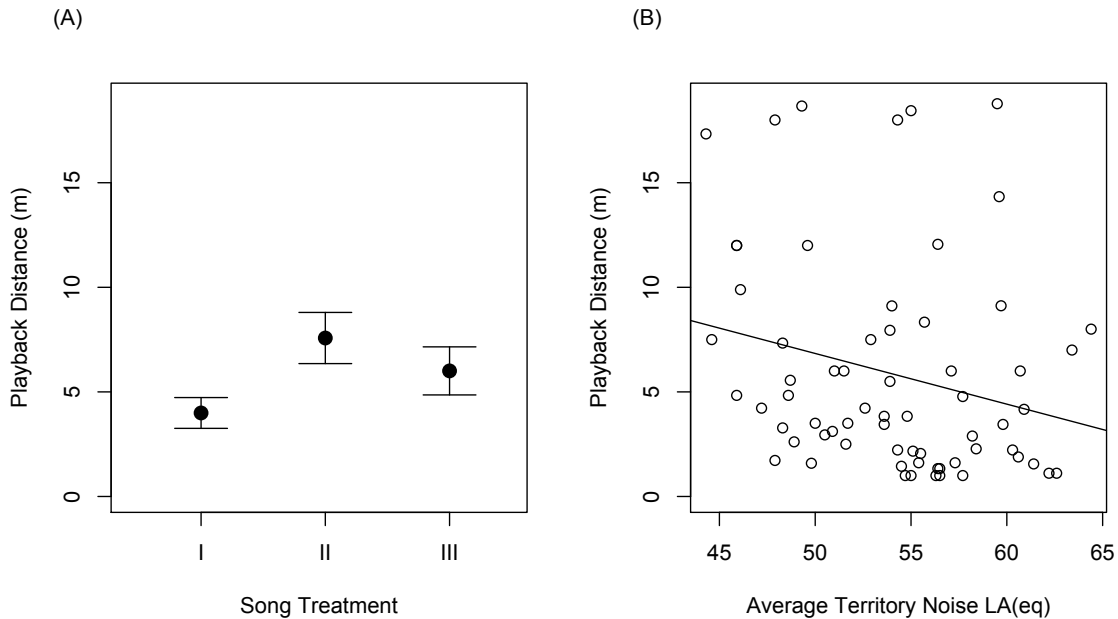 (A)
Playback Distance (m)
15
10
5
0
I II III
Song Treatment
(B)
Playback Distance (m)
15
10
5
0
45 50 55 60 65
Average Territory Noise LA(eq)